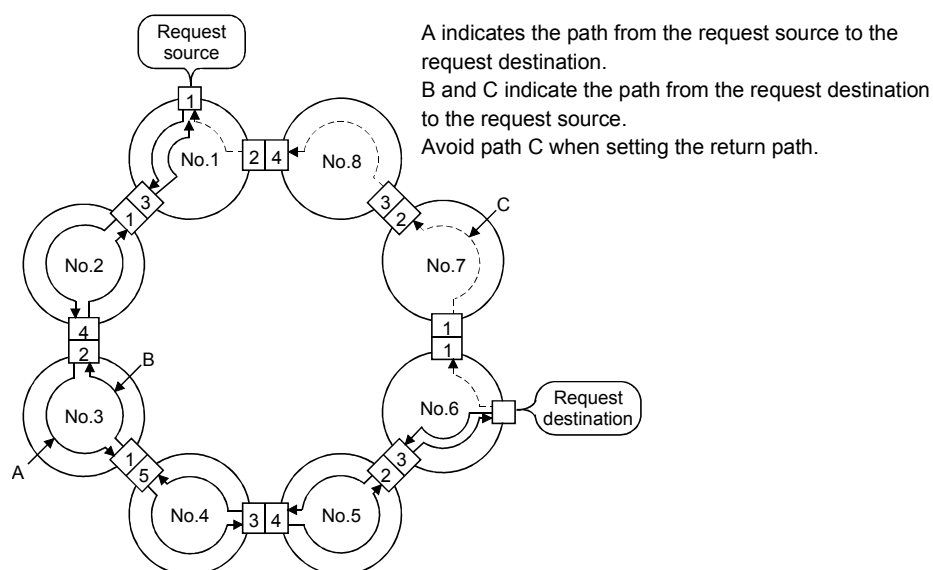 Request
source
A indicates the path from the request source to the
request destination.
B and C indicate the path from the request destination
to the request source.
Avoid path C when setting the return path.
1
No.1
2 4
No.8
3
1
3
2
C
No.2
No.7
4
2
1
1
B
No.3
No.6
Request
destination
A
1
5
3
2
No.4
3 4
No.5